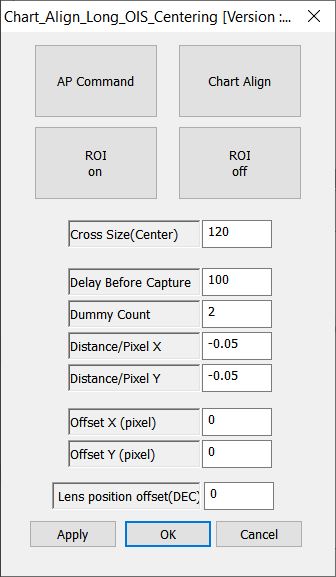 Chart_Align_Long_OIS_Centering [Version :...
AP Command
Chart Align
ROI
on
ROI
off
Cross Size(Center) 120
Delay Before Capture 100
Dummy Count 2
Distance/Pixel X -0.05
Distance/Pixel Y -0.05
Offset X (pixel) 0
Offset Y (pixel) 0
Lens position offset(DEC) 0
Apply OK Cancel